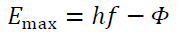 E_max = hf − Φ